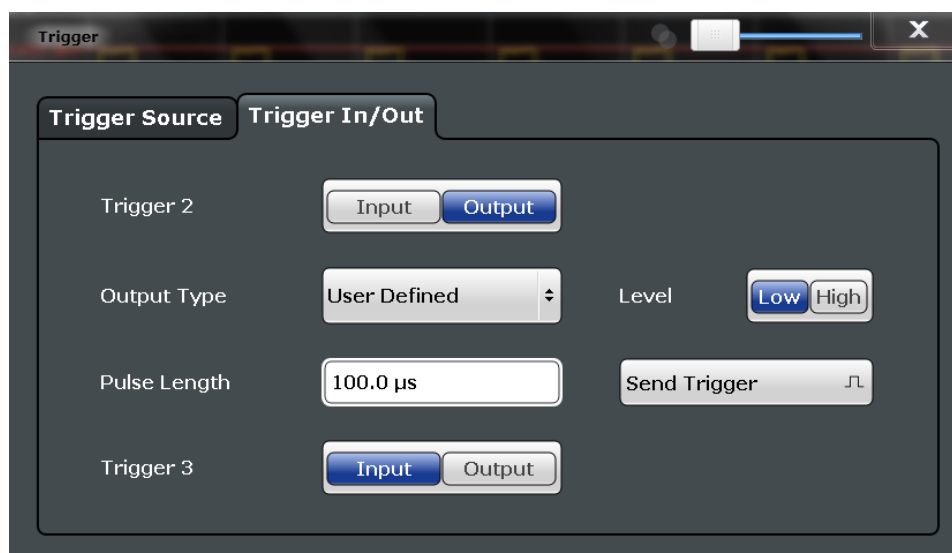 Trigger
X
Trigger Source
Trigger In/Out
Trigger 2
Input
Output
Output Type
User Defined
Level
Low
High
Pulse Length
100.0 µs
Send Trigger
Trigger 3
Input
Output